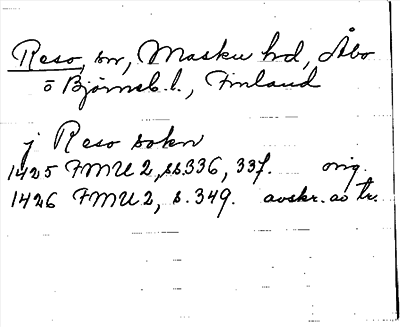 Reso, sn, Masku hd, Åbo
o Björneb. l., Finland
j Reso sokn
1425 FMU 2, ss. 336, 337. orig.
1426 FMU 2, s. 349. avskr. av tr.